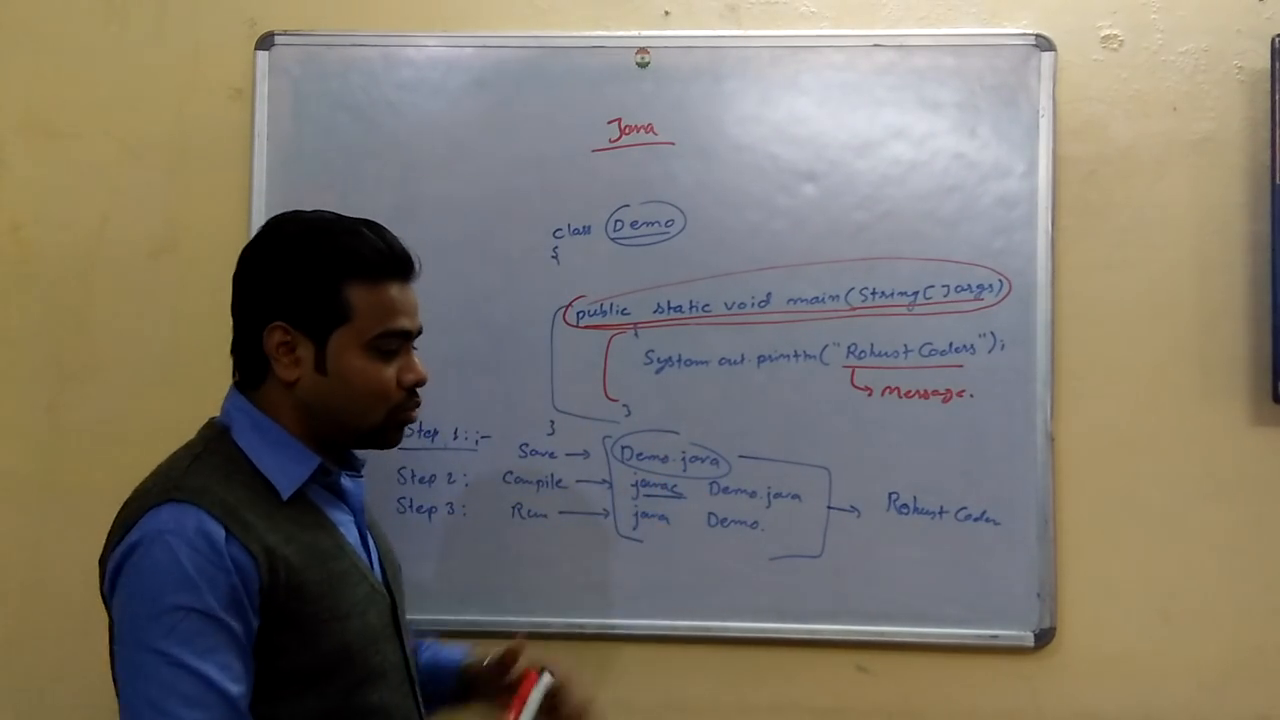 Java
class Demo
{
public static void main(String[]args)
{
System.out.println("Robust Coders");
Message.
}
}
Step 1:;-
Save → Demo.java
Step 2: Compile → javac Demo.java
Step 3: Run → java Demo.
→ Robust Coder